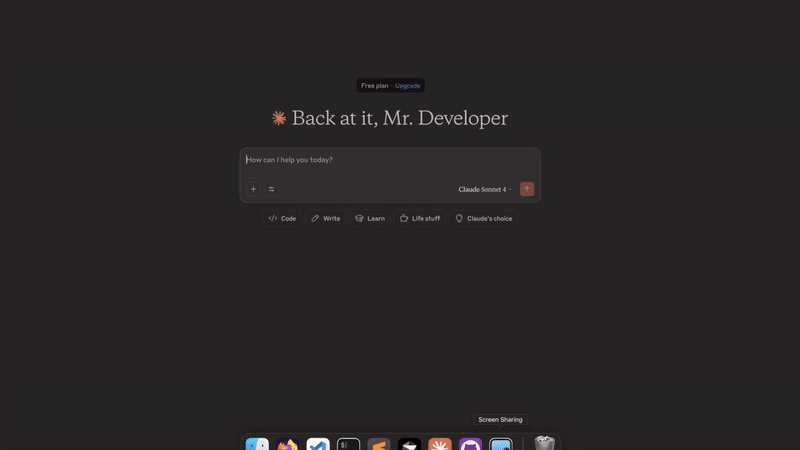 Free plan · Upgrade
Back at it, Mr. Developer
How can I help you today?
Claude Sonnet 4
Code
Write
Learn
Life stuff
Claude's choice
Screen Sharing